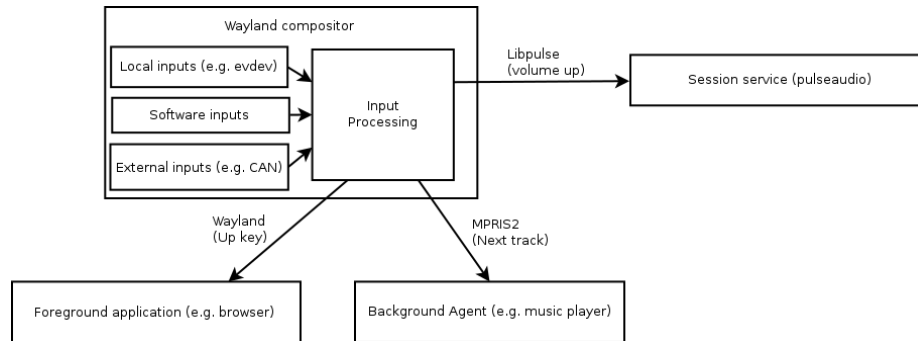 Wayland compositor
Local inputs (e.g. evdev)
Software inputs
External inputs (e.g. CAN)
Input
Processing
Libpulse
(volume up)
Session service (pulseaudio)
Wayland
(Up key)
MPRIS2
(Next track)
Foreground application (e.g. browser)
Background Agent (e.g. music player)